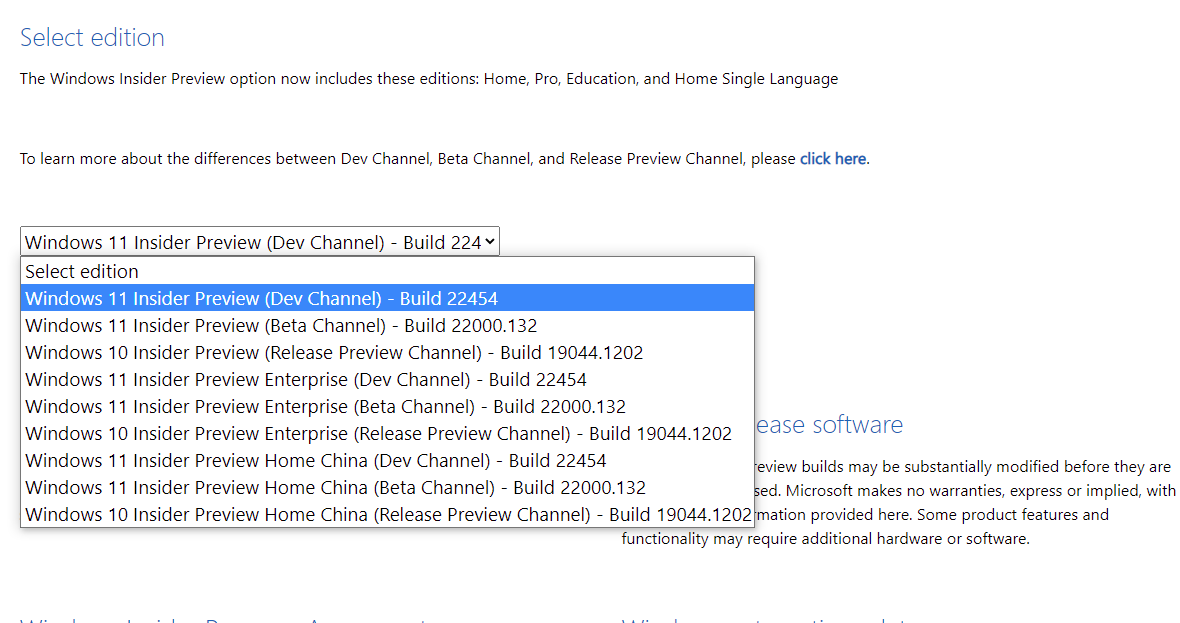 Select edition
The Windows Insider Preview option now includes these editions: Home, Pro, Education, and Home Single Language
To learn more about the differences between Dev Channel, Beta Channel, and Release Preview Channel, please click here.
Windows 11 Insider Preview (Dev Channel) - Build 224
Select edition
Windows 11 Insider Preview (Dev Channel) - Build 22454
Windows 11 Insider Preview (Beta Channel) - Build 22000.132
Windows 10 Insider Preview (Release Preview Channel) - Build 19044.1202
Windows 11 Insider Preview Enterprise (Dev Channel) - Build 22454
Windows 11 Insider Preview Enterprise (Beta Channel) - Build 22000.132
Windows 10 Insider Preview Enterprise (Release Preview Channel) - Build 19044.1202
Windows 11 Insider Preview Home China (Dev Channel) - Build 22454
Windows 11 Insider Preview Home China (Beta Channel) - Build 22000.132
Windows 10 Insider Preview Home China (Release Preview Channel) - Build 19044.1202
ease software
eview builds may be substantially modified before they are
sed. Microsoft makes no warranties, express or implied, with
rmation provided here. Some product features and
functionality may require additional hardware or software.